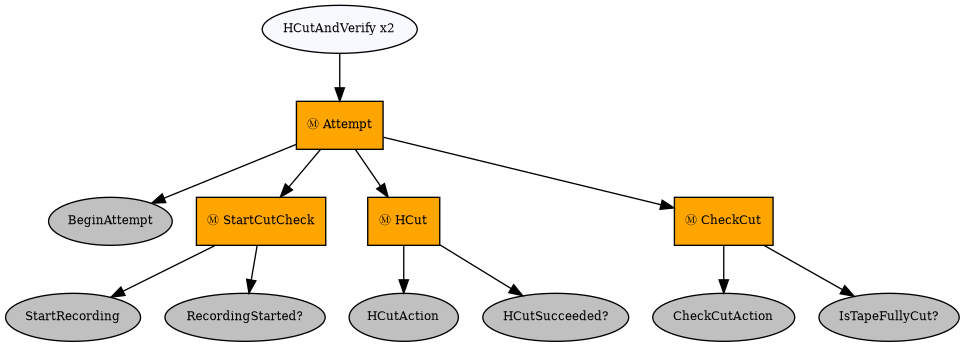 HCutAndVerify x2
Ⓜ Attempt
BeginAttempt
Ⓜ StartCutCheck
Ⓜ HCut
Ⓜ CheckCut
StartRecording
RecordingStarted?
HCutAction
HCutSucceeded?
CheckCutAction
IsTapeFullyCut?